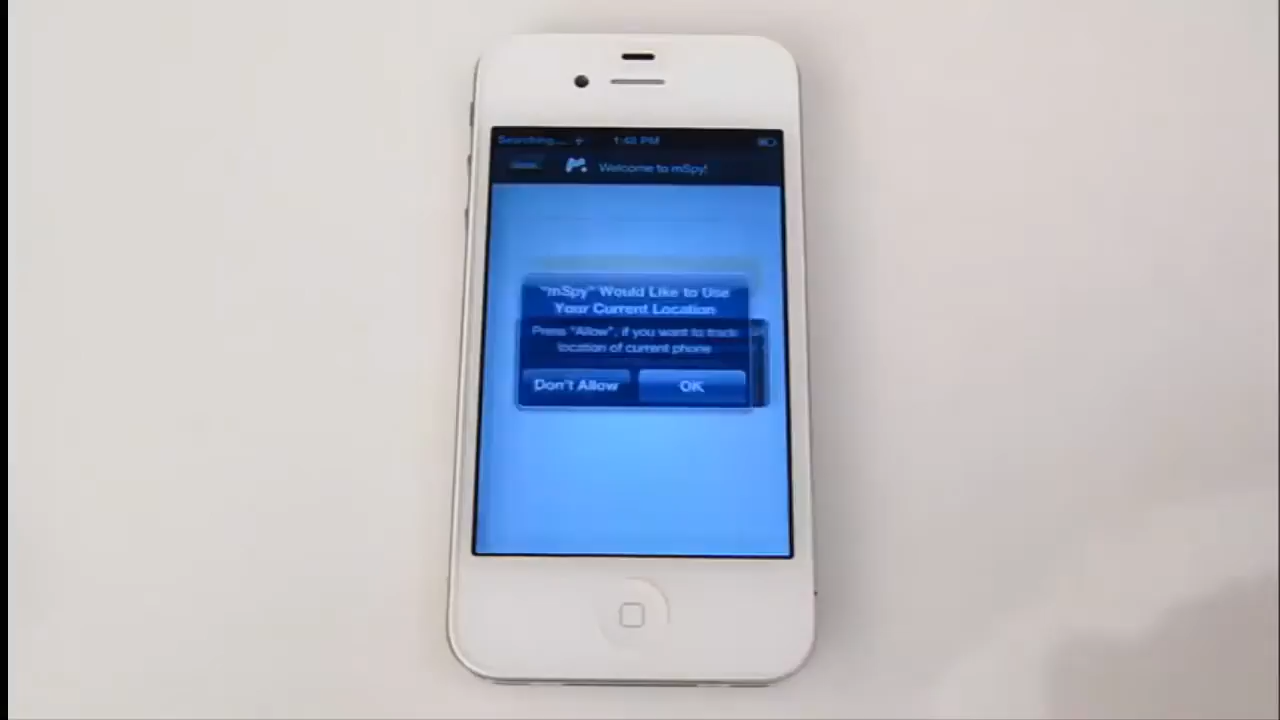 Searching...
1:48 PM
Welcome to mSpy!
"mSpy" Would Like to Use
Your Current Location
Press "Allow", if you want to track
location of current phone
Don't Allow
OK